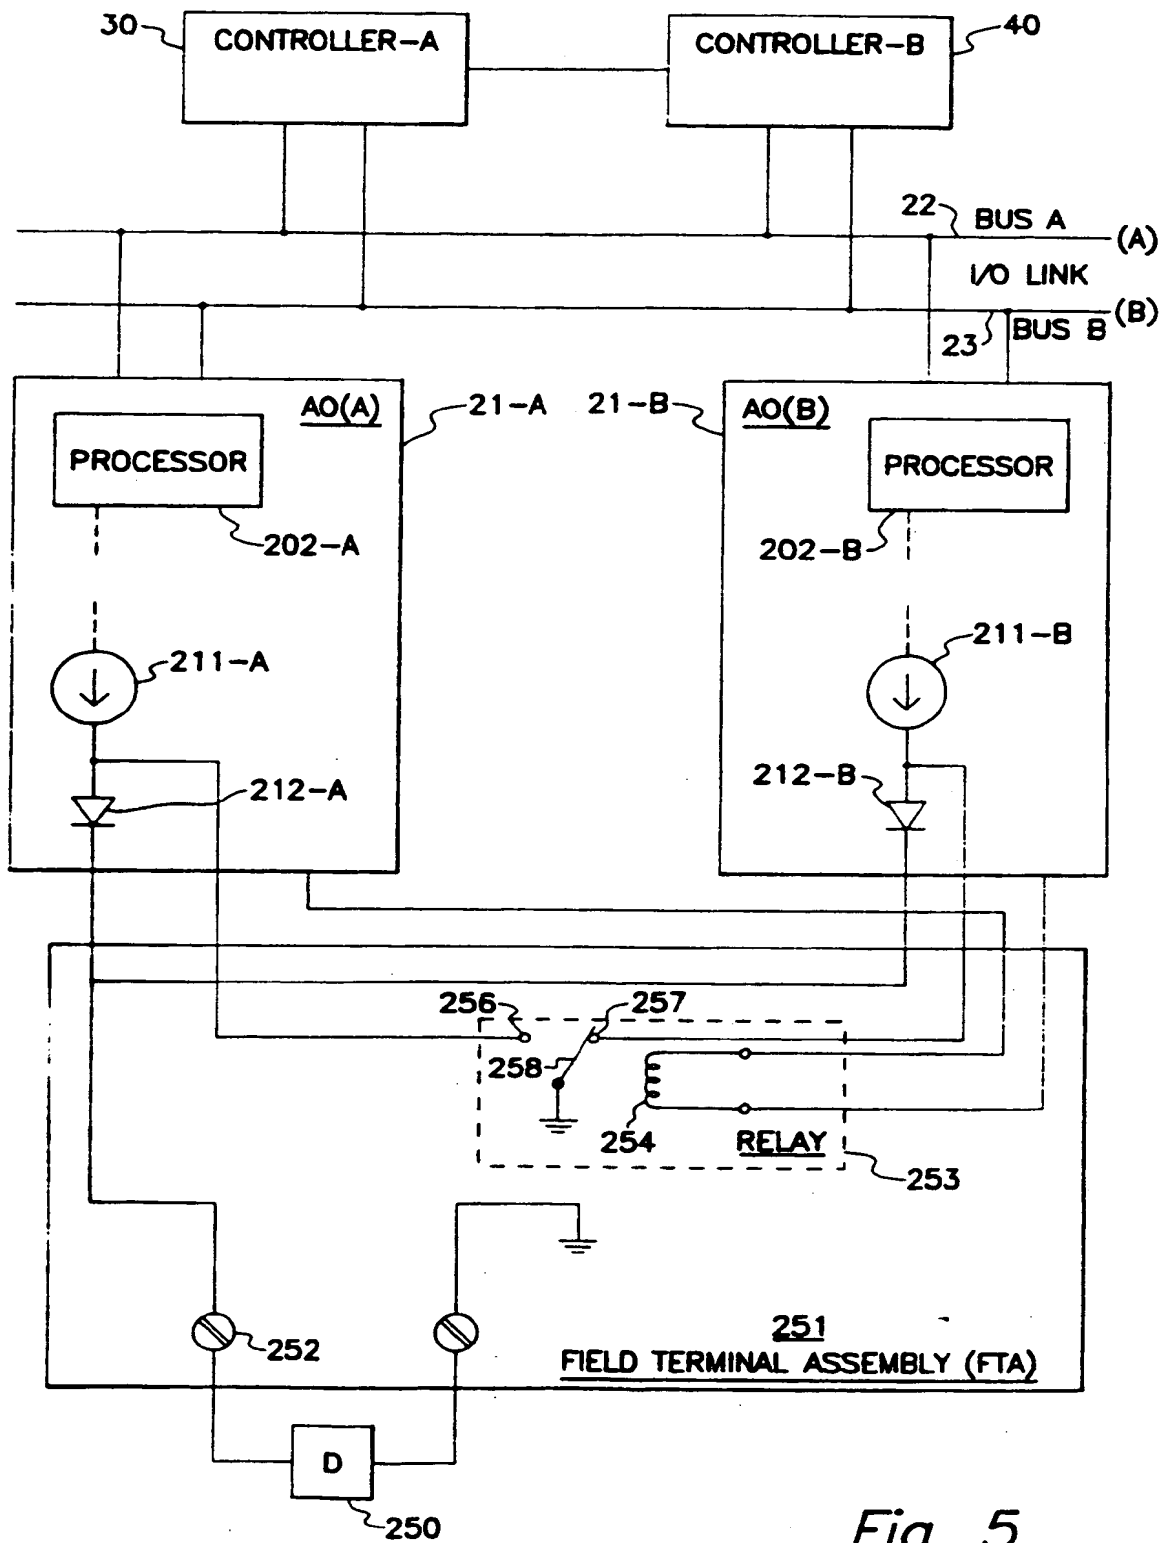 30
CONTROLLER-A
CONTROLLER-B
40
22
BUS A
(A)
I/O LINK
(B)
23
BUS B
AO(A)
21-A
21-B
AO(B)
PROCESSOR
PROCESSOR
202-A
202-B
211-A
211-B
212-A
212-B
256
257
258
254
RELAY
253
252
251
FIELD TERMINAL ASSEMBLY (FTA)
D
250
Fig. 5